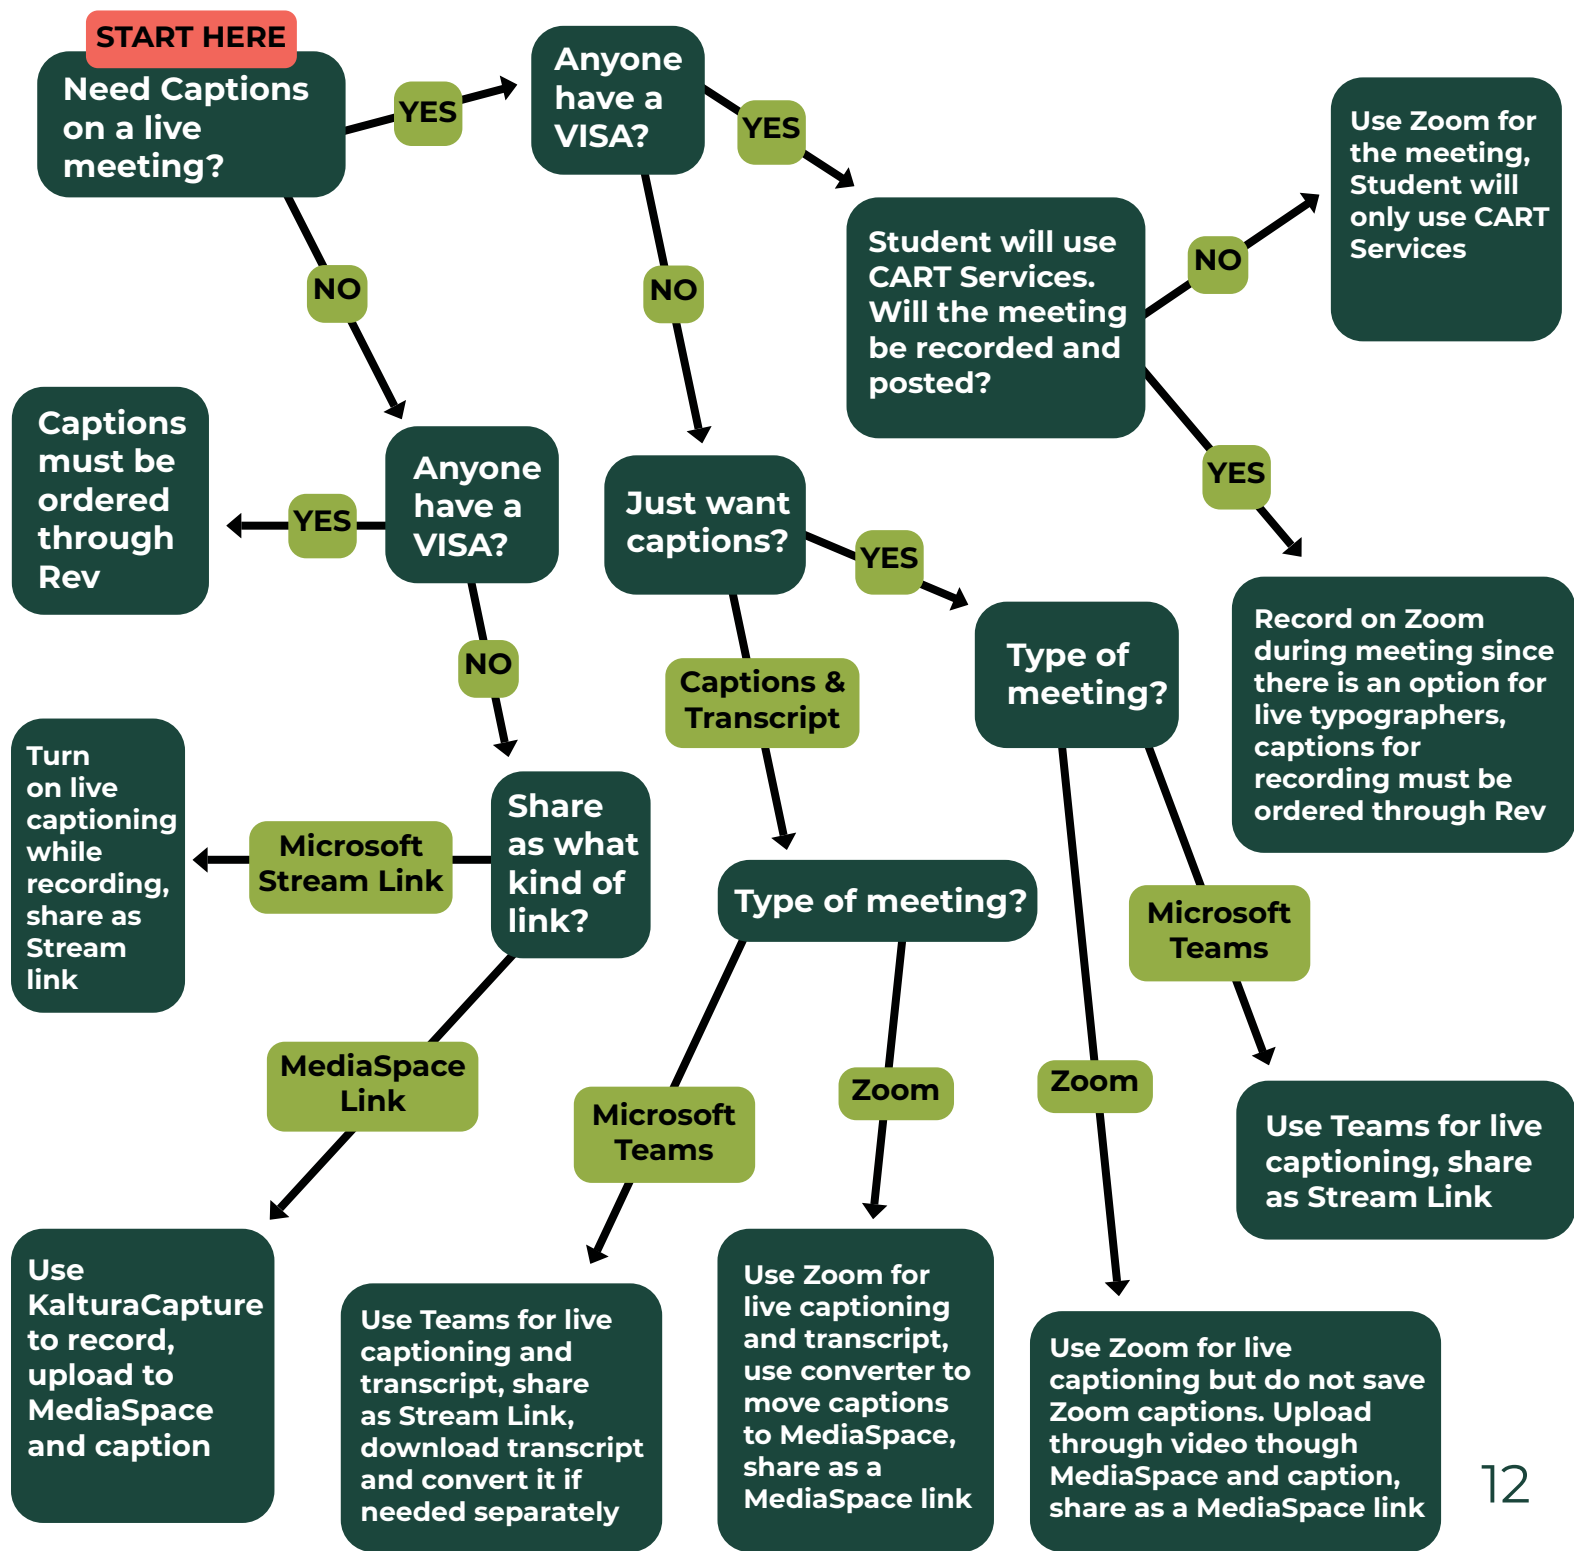 START HERE
Need Captions
on a live
meeting?
YES
Anyone
have a
VISA?
YES
Student will use
CART Services.
Will the meeting
be recorded and
posted?
NO
Use Zoom for
the meeting,
Student will
only use CART
Services
YES
Record on Zoom
during meeting since
there is an option for
live typographers,
captions for
recording must be
ordered through Rev
NO
Just want
captions?
YES
Type of
meeting?
Microsoft
Teams
Use Teams for live
captioning, share
as Stream Link
Zoom
Use Zoom for live
captioning but do not save
Zoom captions. Upload
through video though
MediaSpace and caption,
share as a MediaSpace link
Captions &
Transcript
Type of meeting?
Microsoft
Teams
Use Teams for live
captioning and
transcript, share
as Stream Link,
download transcript
and convert it if
needed separately
Zoom
Use Zoom for
live captioning
and transcript,
use converter to
move captions
to MediaSpace,
share as a
MediaSpace link
NO
Anyone
have a
VISA?
YES
Captions
must be
ordered
through
Rev
NO
Share
as what
kind of
link?
Microsoft
Stream Link
Turn
on live
captioning
while
recording,
share as
Stream
link
MediaSpace
Link
Use
KalturaCapture
to record,
upload to
MediaSpace
and caption
12